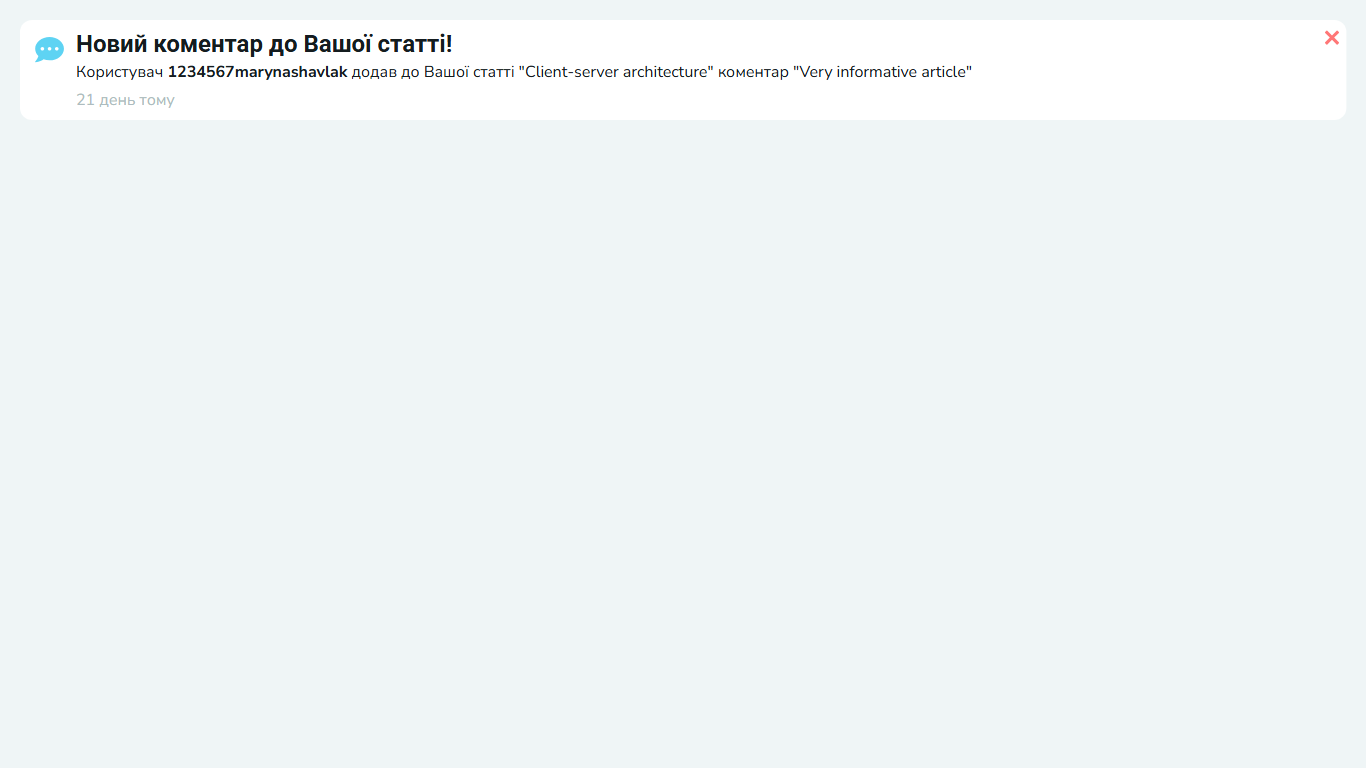 Новий коментар до Вашої статті!
Користувач 1234567marynashavlak додав до Вашої статті "Client-server architecture" коментар "Very informative article"
21 день тому